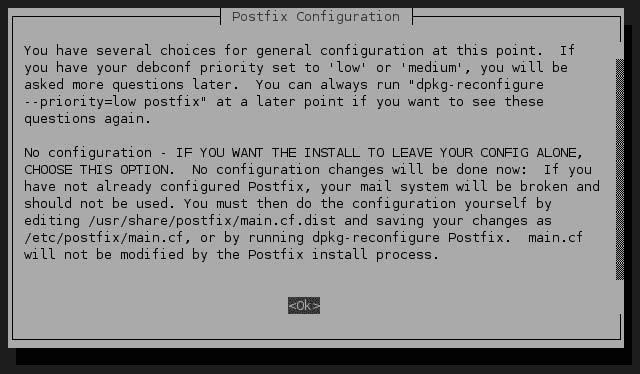 Postfix Configuration
You have several choices for general configuration at this point.  If
you have your debconf priority set to 'low' or 'medium', you will be
asked more questions later.  You can always run "dpkg-reconfigure
--priority=low postfix" at a later point if you want to see these
questions again.
No configuration - IF YOU WANT THE INSTALL TO LEAVE YOUR CONFIG ALONE,
CHOOSE THIS OPTION.  No configuration changes will be done now:  If you
have not already configured Postfix, your mail system will be broken and
should not be used. You must then do the configuration yourself by
editing /usr/share/postfix/main.cf.dist and saving your changes as
/etc/postfix/main.cf, or by running dpkg-reconfigure Postfix.  main.cf
will not be modified by the Postfix install process.
<Ok>